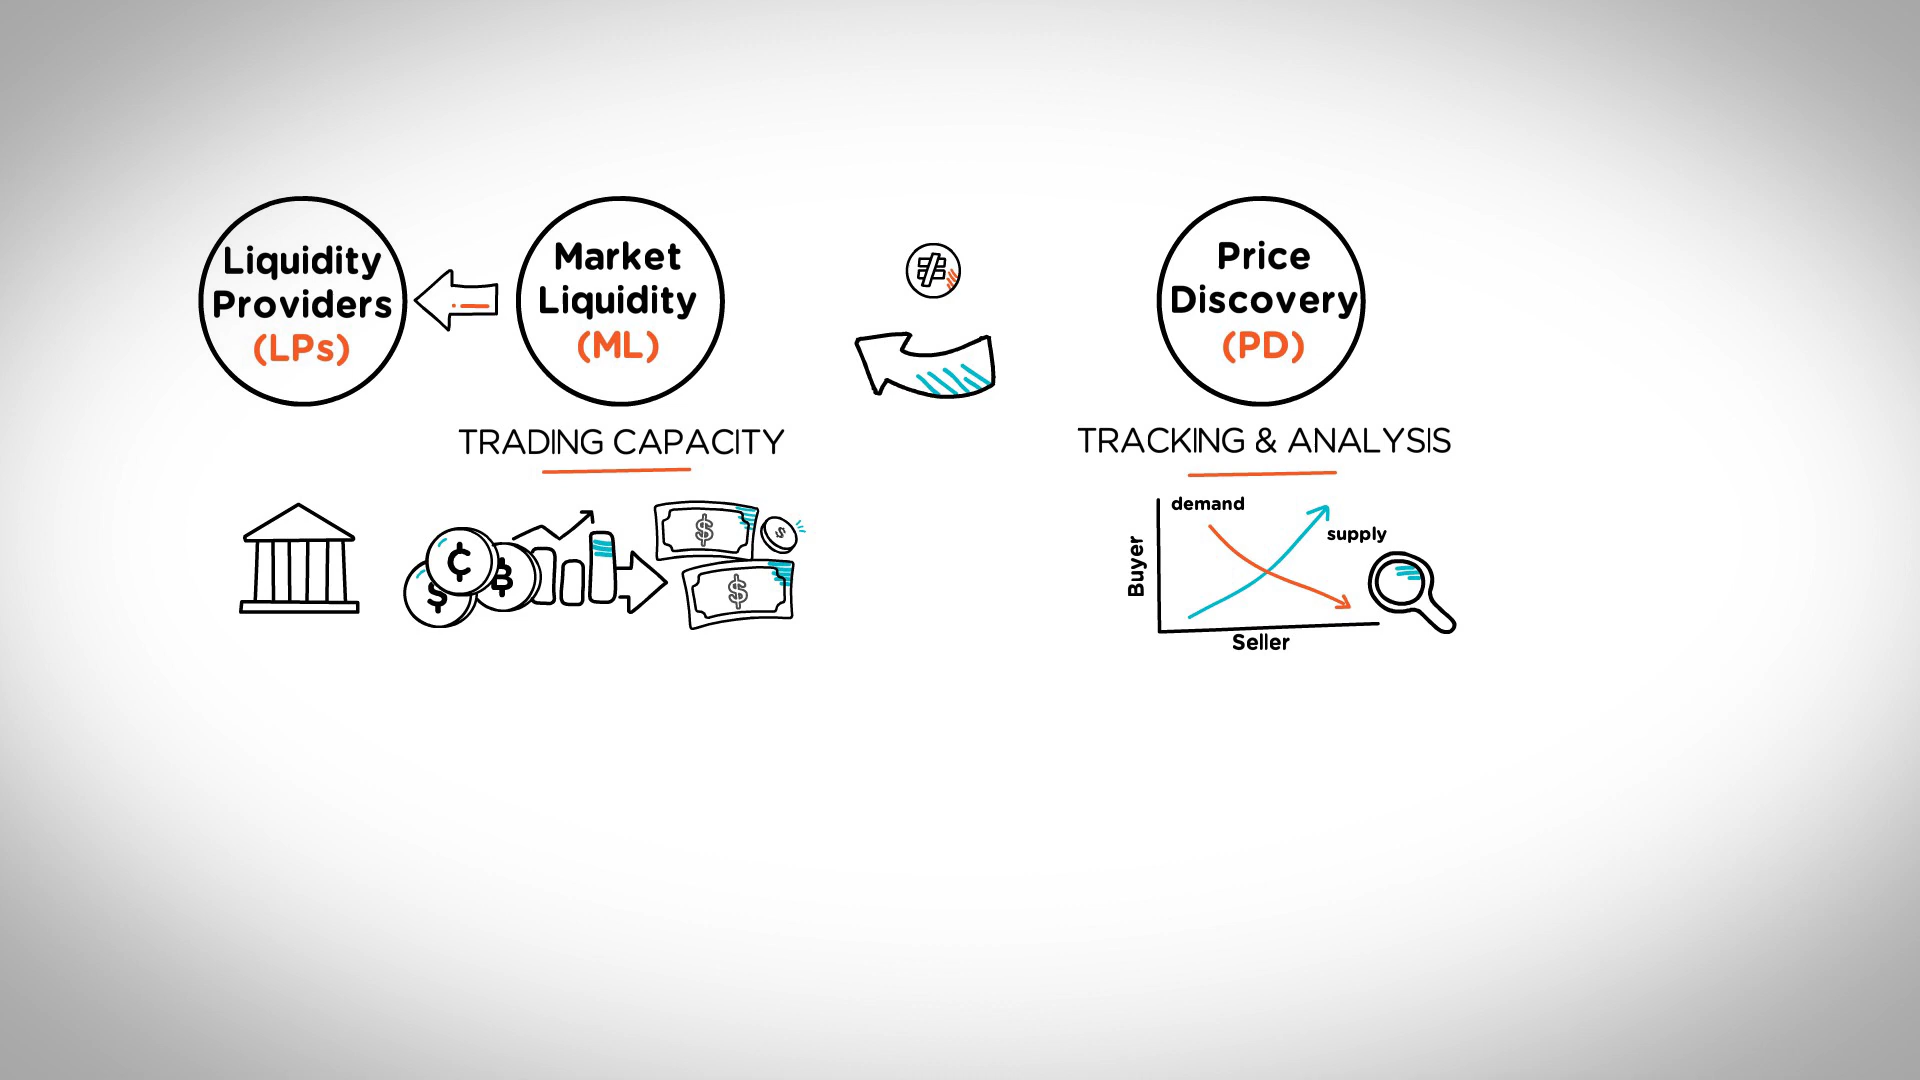 Liquidity
Providers
(LPs)
Market
Liquidity
(ML)
Price
Discovery
(PD)
TRADING CAPACITY
TRACKING & ANALYSIS
$
¢
₿
$
$
$
demand
supply
Buyer
Seller